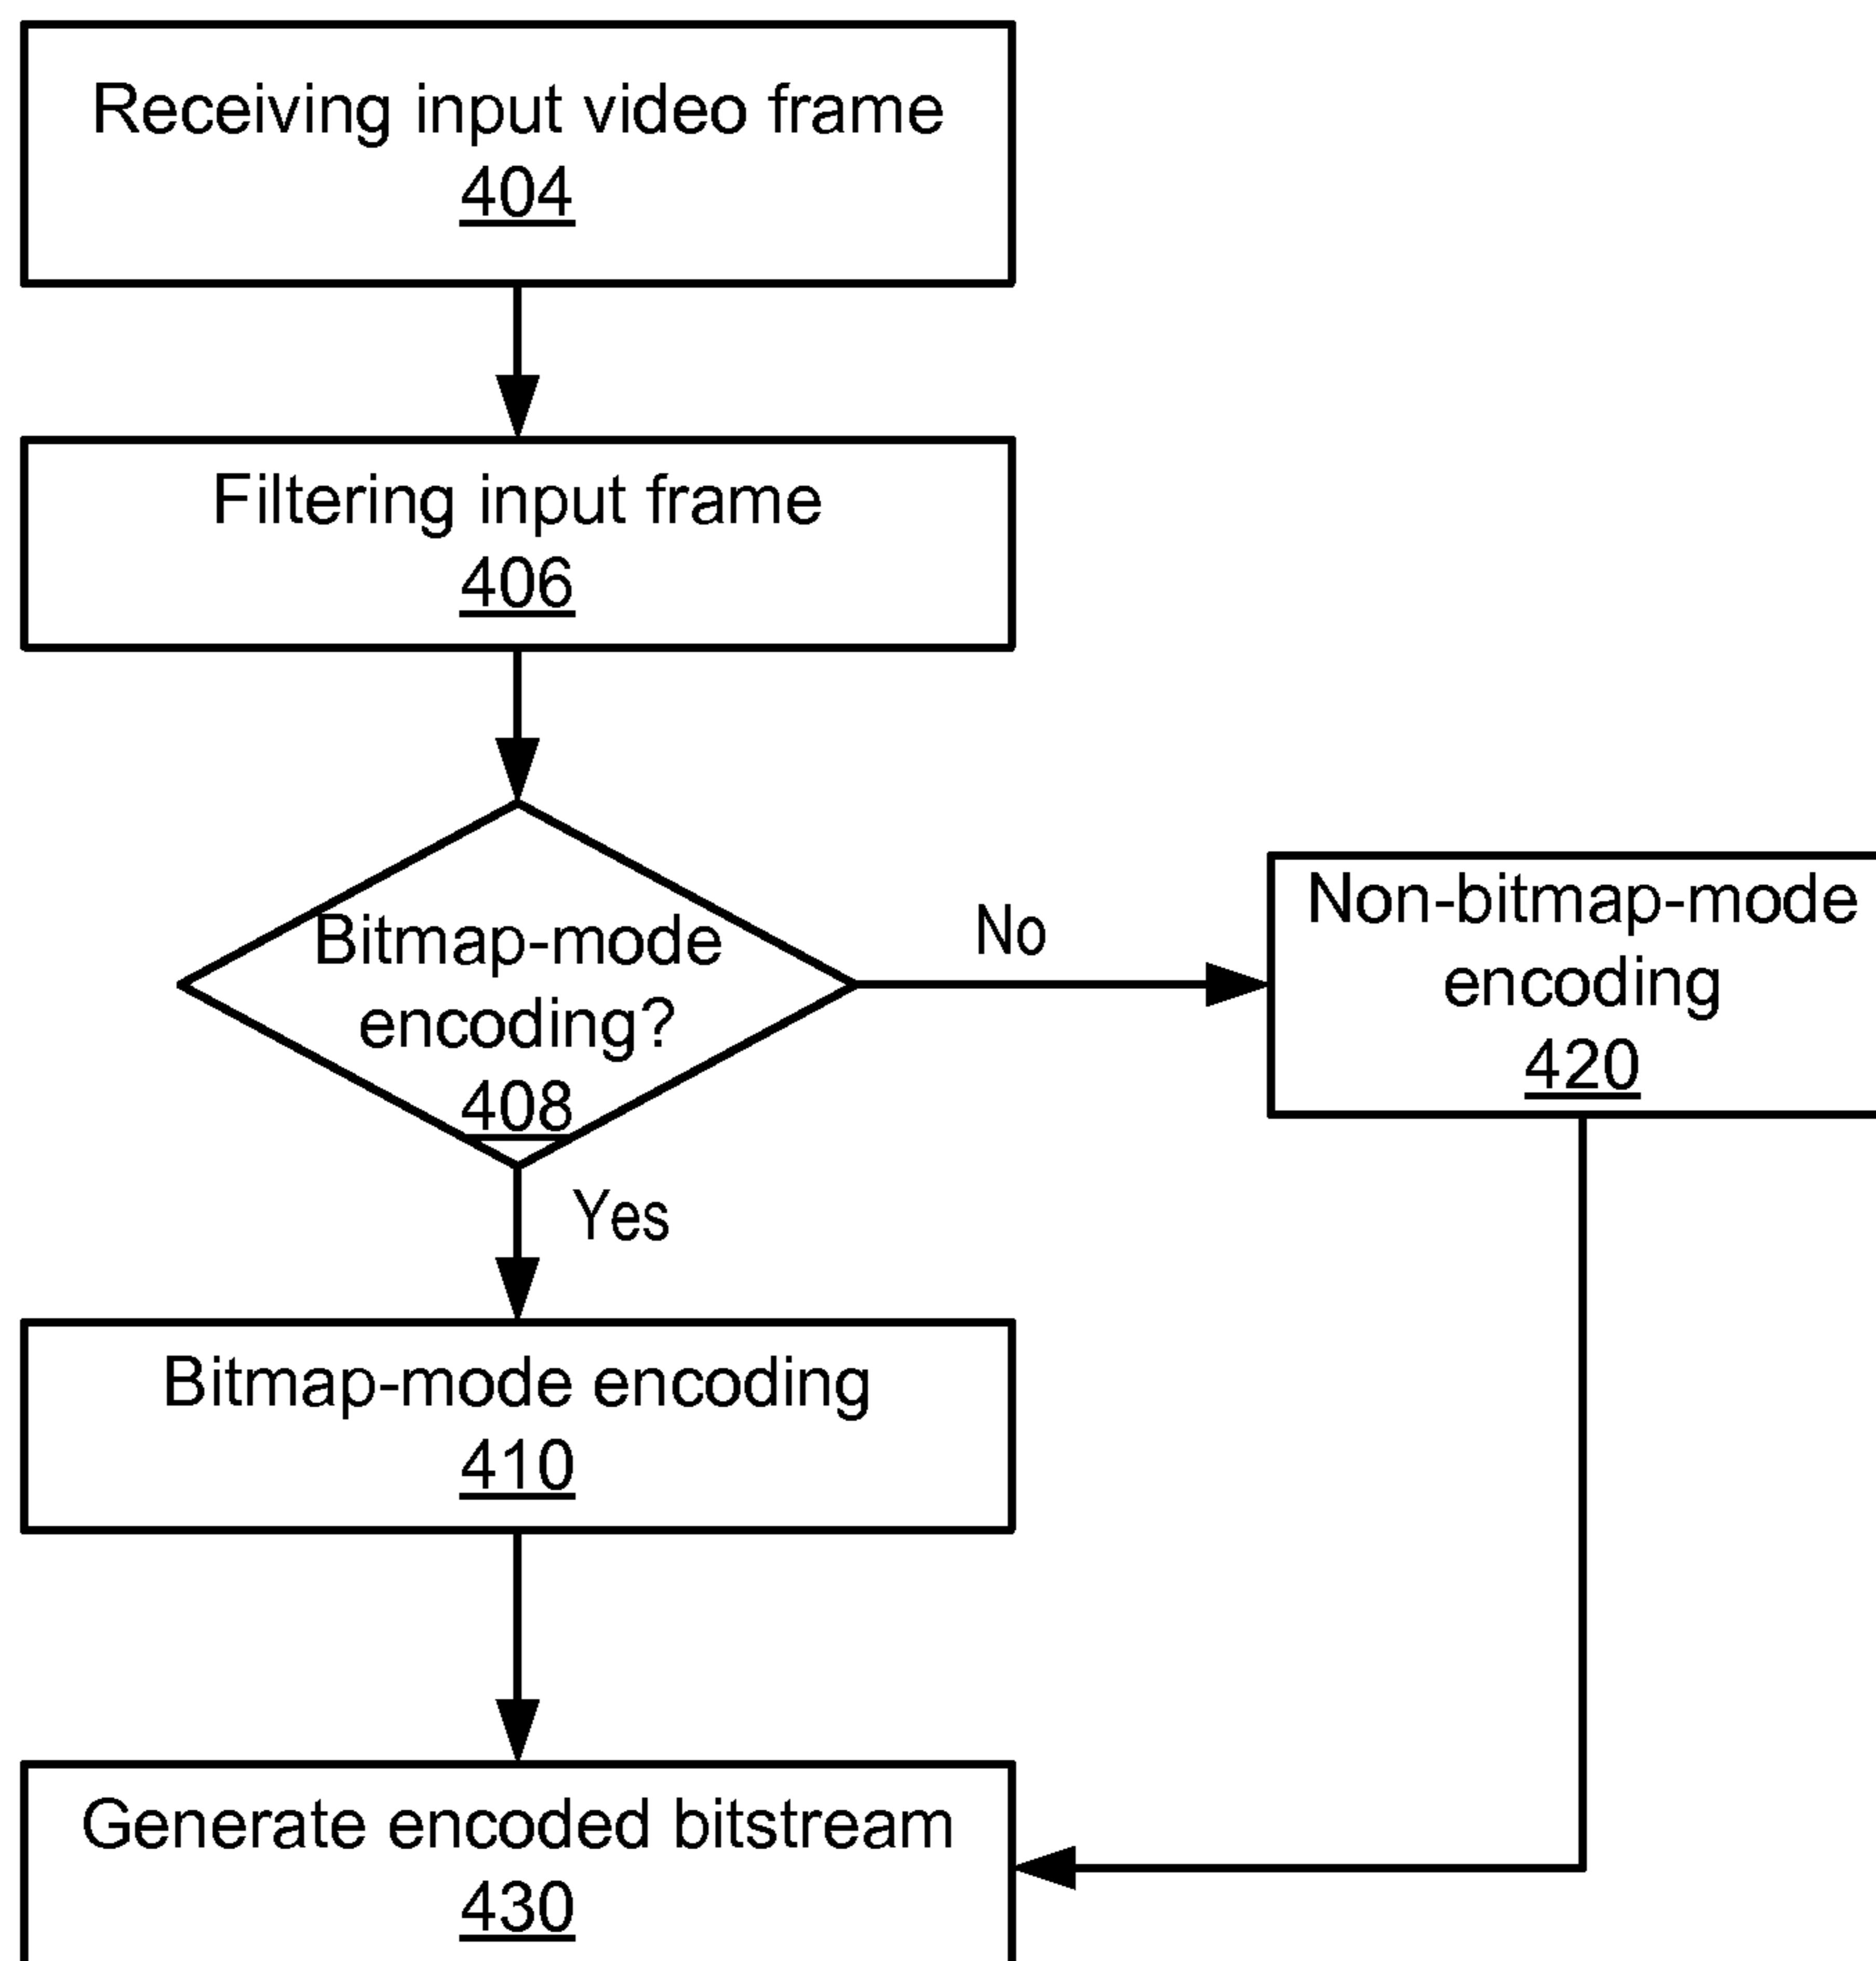 Receiving input video frame
404
Filtering input frame
406
Bitmap-mode
encoding?
408
No
Non-bitmap-mode
encoding
420
Yes
Bitmap-mode encoding
410
Generate encoded bitstream
430